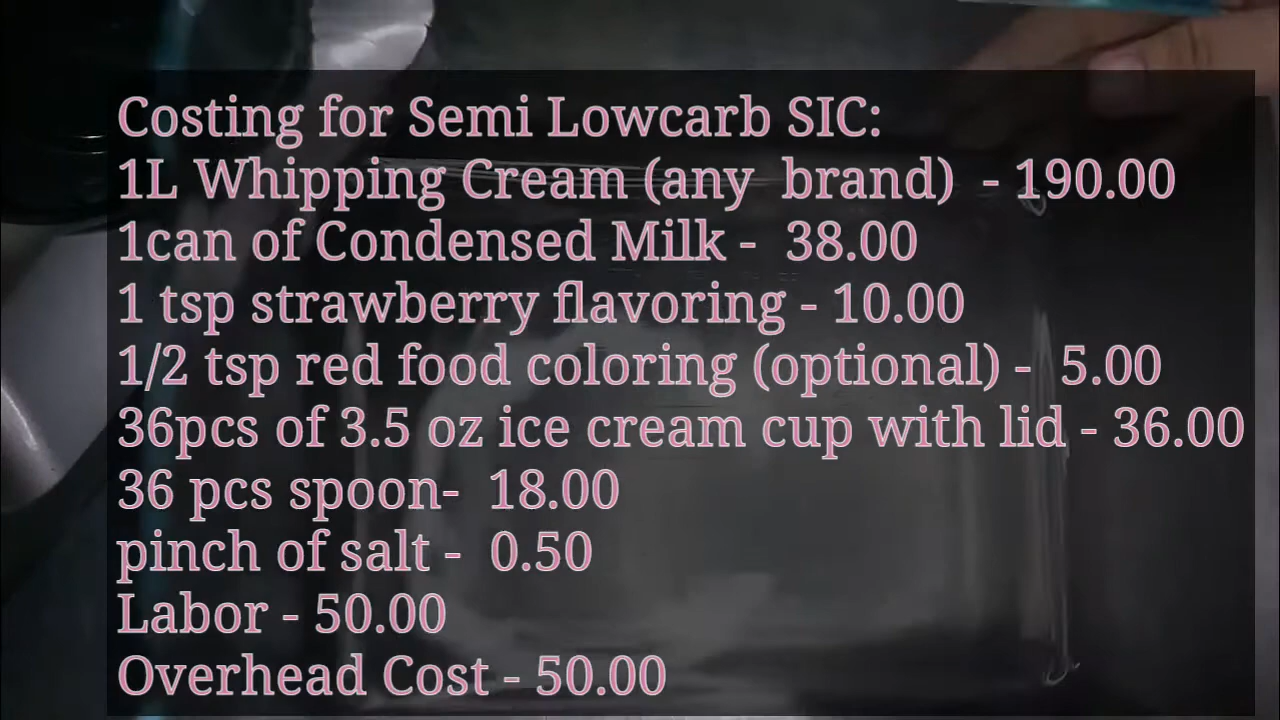 Costing for Semi Lowcarb SIC:
1L Whipping Cream (any brand) - 190.00
1can of Condensed Milk - 38.00
1 tsp strawberry flavoring - 10.00
1/2 tsp red food coloring (optional) - 5.00
36pcs of 3.5 oz ice cream cup with lid - 36.00
36 pcs spoon- 18.00
pinch of salt - 0.50
Labor - 50.00
Overhead Cost - 50.00